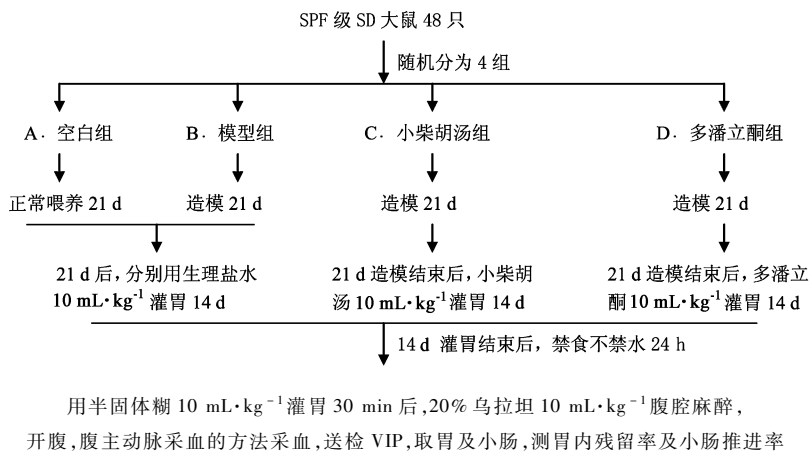 SPF 级 SD 大鼠 48 只
随机分为 4 组
A. 空白组
B. 模型组
C. 小柴胡汤组
D. 多潘立酮组
正常喂养 21 d
造模 21 d
造模 21 d
造模 21 d
21 d 后，分别用生理盐水
10 mL·kg⁻¹ 灌胃 14 d
21 d 造模结束后，小柴胡
汤 10 mL·kg⁻¹ 灌胃 14 d
21 d 造模结束后，多潘立
酮 10 mL·kg⁻¹ 灌胃 14 d
14 d 灌胃结束后，禁食不禁水 24 h
用半固体糊 10 mL·kg⁻¹灌胃 30 min 后，20% 乌拉坦 10 mL·kg⁻¹腹腔麻醉，
开腹，腹主动脉采血的方法采血，送检 VIP，取胃及小肠，测胃内残留率及小肠推进率